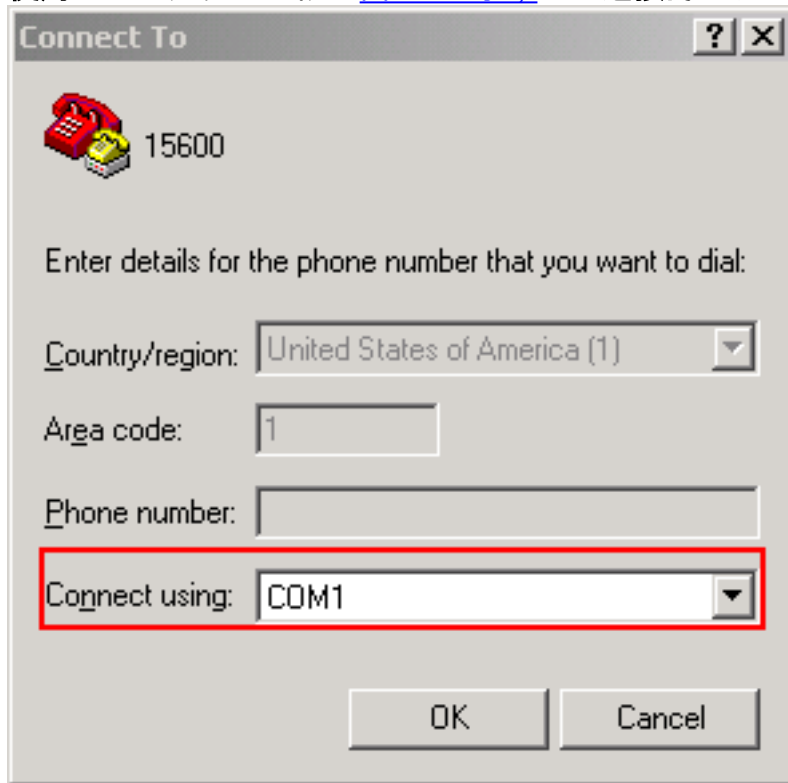 Connect To
15600
Enter details for the phone number that you want to dial:
Country/region: United States of America (1)
Area code: 1
Phone number:
Connect using: COM1
OK Cancel